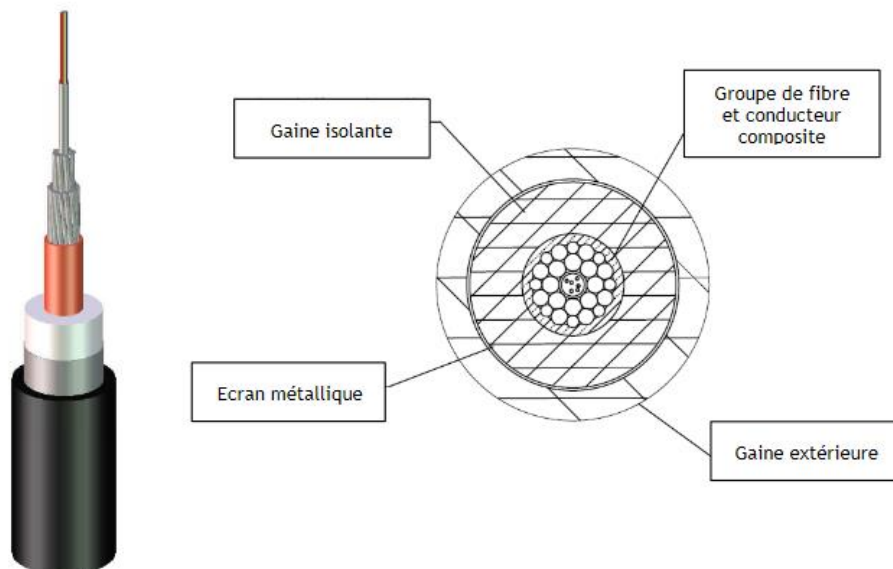 Groupe de fibre
et conducteur
composite
Gaine isolante
Ecran métallique
Gaine extérieure